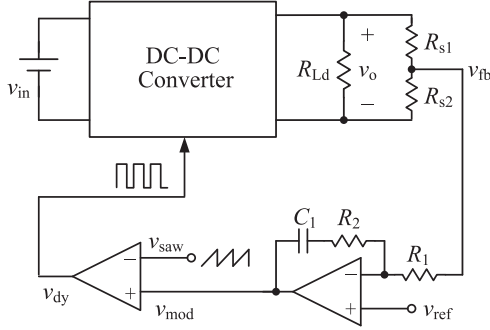 DC-DC
Converter
v_in
R_Ld
+
v_o
−
R_s1
R_s2
v_fb
v_saw
−
+
v_dy
v_mod
C_1
R_2
R_1
−
+
v_ref